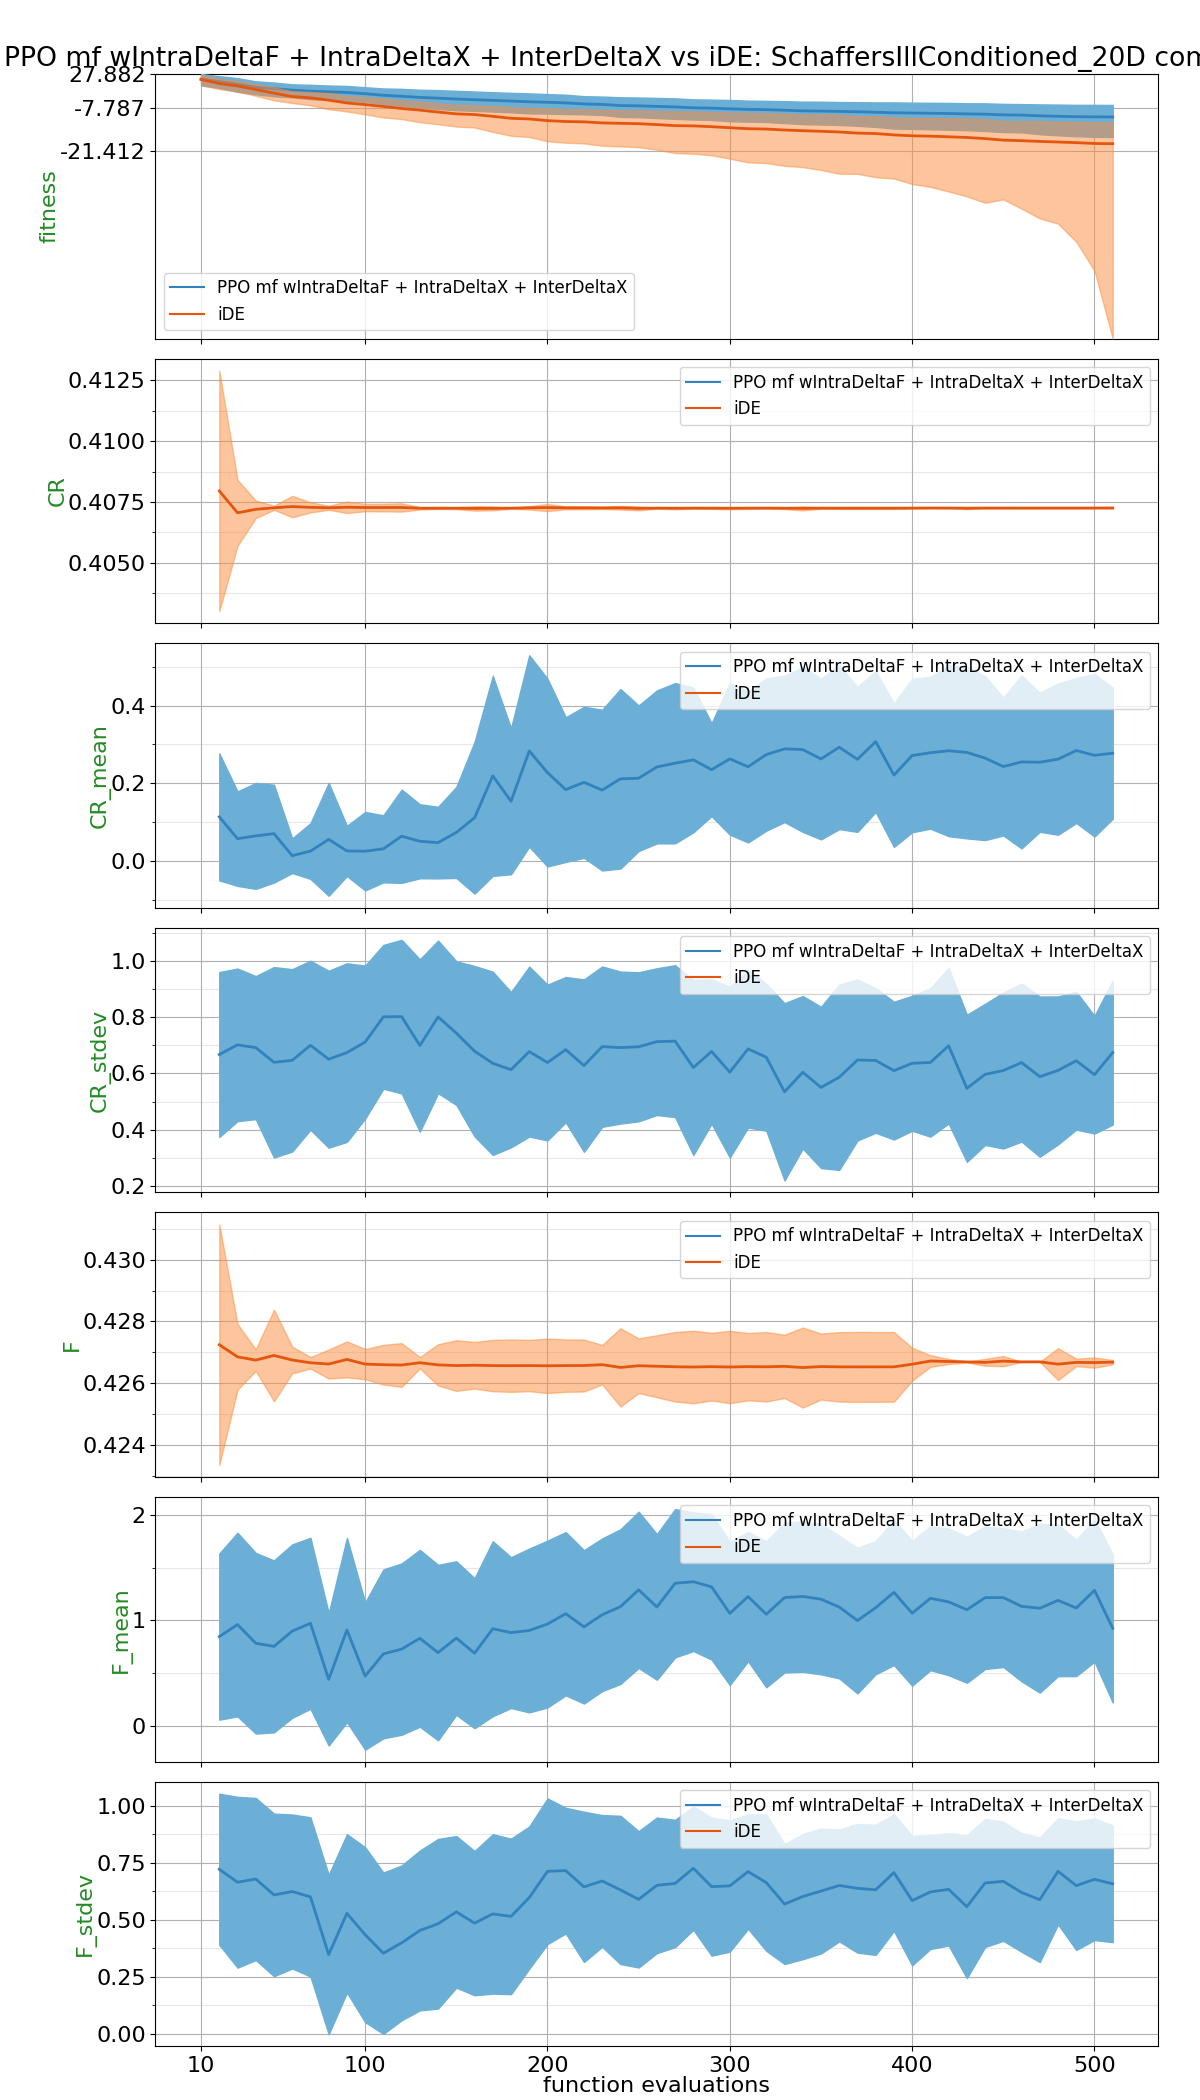 PPO mf wIntraDeltaF + IntraDeltaX + InterDeltaX vs iDE: SchaffersIllConditioned_20D com
27.882
-7.787
-21.412
fitness
PPO mf wIntraDeltaF + IntraDeltaX + InterDeltaX
iDE
0.4125
0.4100
0.4075
0.4050
CR
PPO mf wIntraDeltaF + IntraDeltaX + InterDeltaX
iDE
0.4
0.2
0.0
CR_mean
PPO mf wIntraDeltaF + IntraDeltaX + InterDeltaX
iDE
1.0
0.8
0.6
0.4
0.2
CR_stdev
PPO mf wIntraDeltaF + IntraDeltaX + InterDeltaX
iDE
0.430
0.428
0.426
0.424
F
PPO mf wIntraDeltaF + IntraDeltaX + InterDeltaX
iDE
2
1
0
F_mean
PPO mf wIntraDeltaF + IntraDeltaX + InterDeltaX
iDE
1.00
0.75
0.50
0.25
0.00
F_stdev
PPO mf wIntraDeltaF + IntraDeltaX + InterDeltaX
iDE
10 100 200 300 400 500
function evaluations